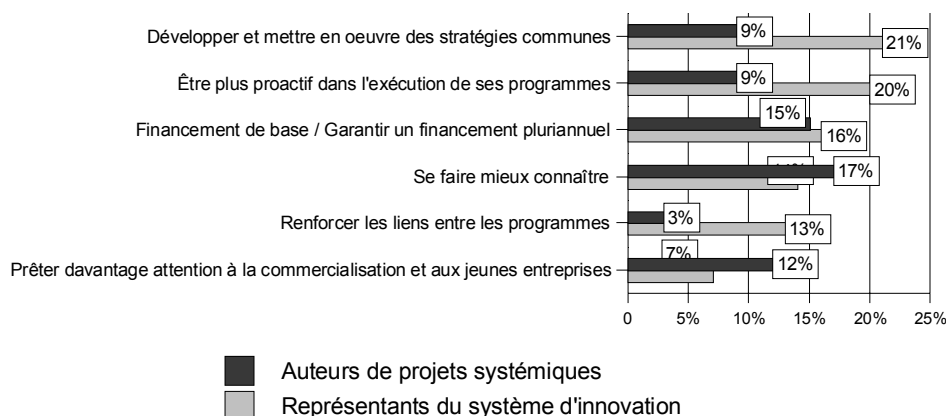 Développer et mettre en oeuvre des stratégies communes
9%
21%
Être plus proactif dans l'exécution de ses programmes
9%
20%
Financement de base / Garantir un financement pluriannuel
15%
16%
Se faire mieux connaître
17%
Renforcer les liens entre les programmes
3%
13%
Prêter davantage attention à la commercialisation et aux jeunes entreprises
7%
12%
0 5% 10% 15% 20% 25%
Auteurs de projets systémiques
Représentants du système d'innovation